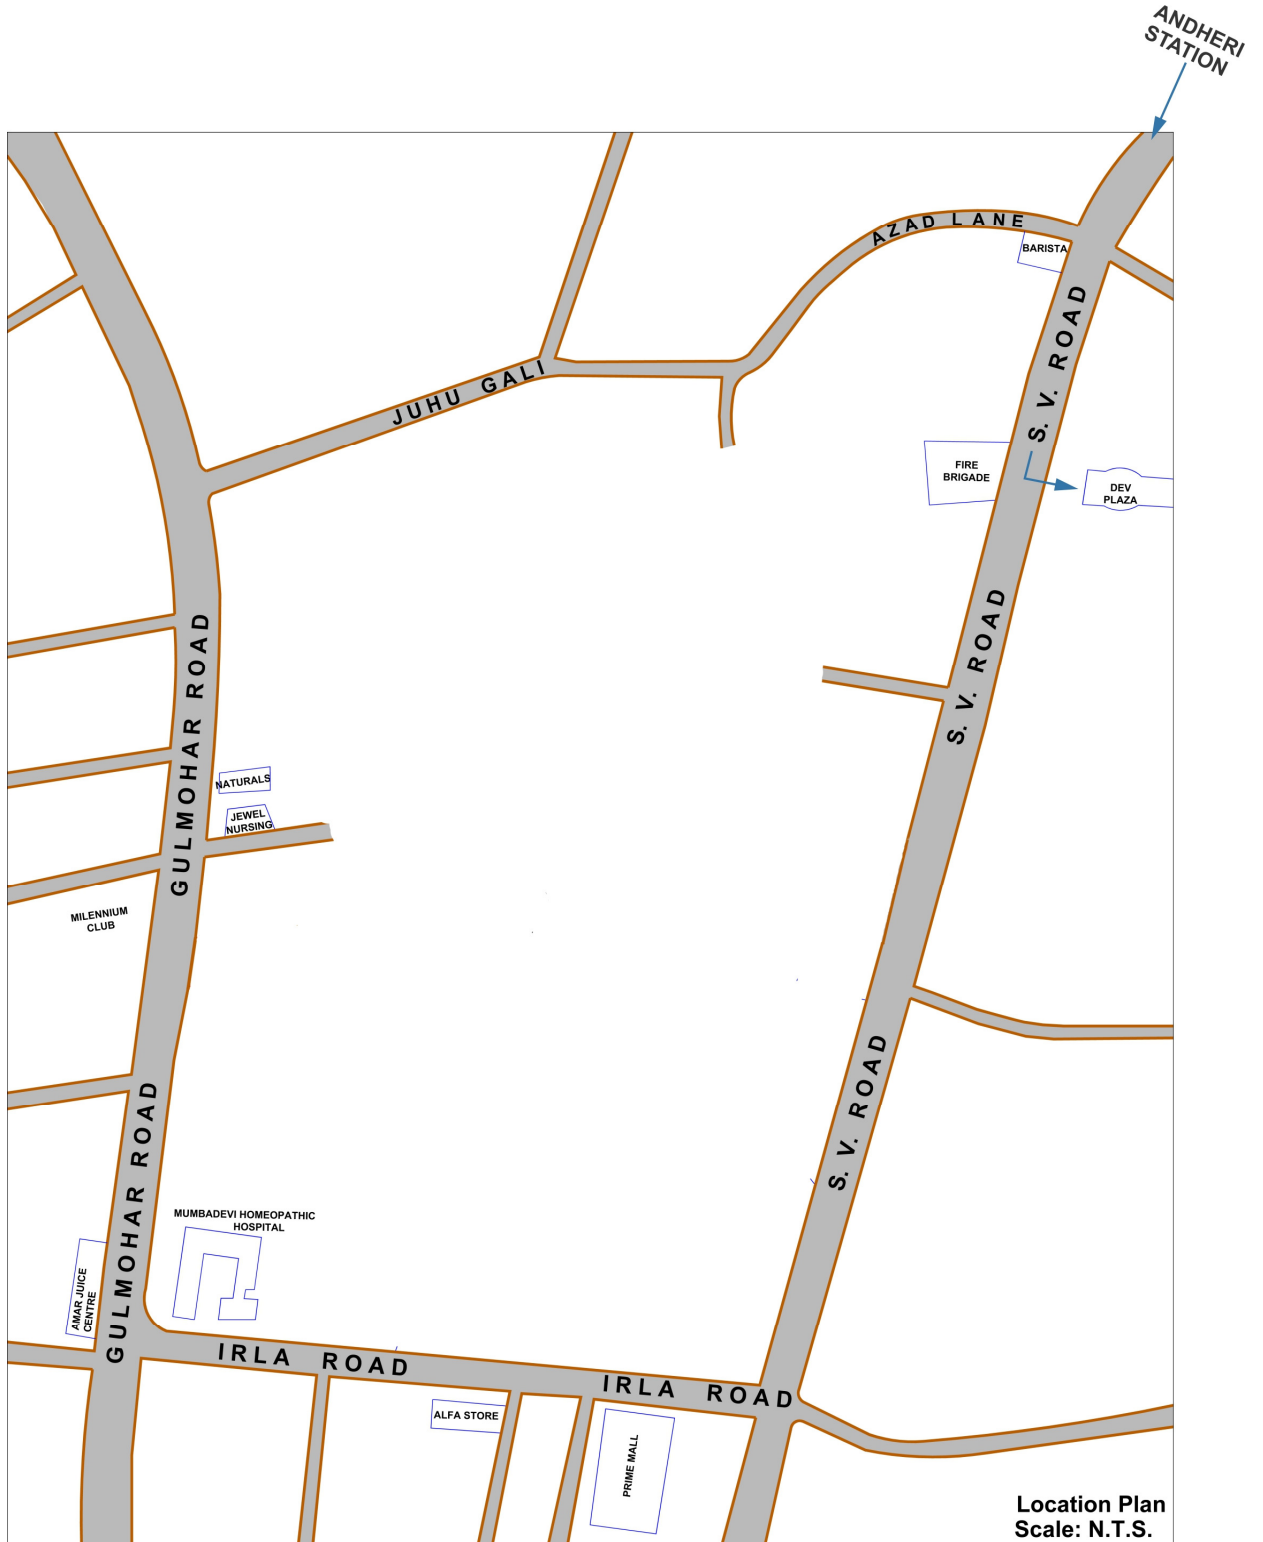 ANDHERI
STATION
AZAD LANE
BARISTA
S. V. ROAD
JUHU GALI
FIRE
BRIGADE
DEV
PLAZA
S. V. ROAD
GULMOHAR ROAD
NATURALS
JEWEL
NURSING
MILENNIUM
CLUB
S. V. ROAD
GULMOHAR ROAD
MUMBADEVI HOMEOPATHIC
HOSPITAL
AMAR JUICE
CENTRE
IRLA ROAD
IRLA ROAD
ALFA STORE
PRIME MALL
Location Plan
Scale: N.T.S.